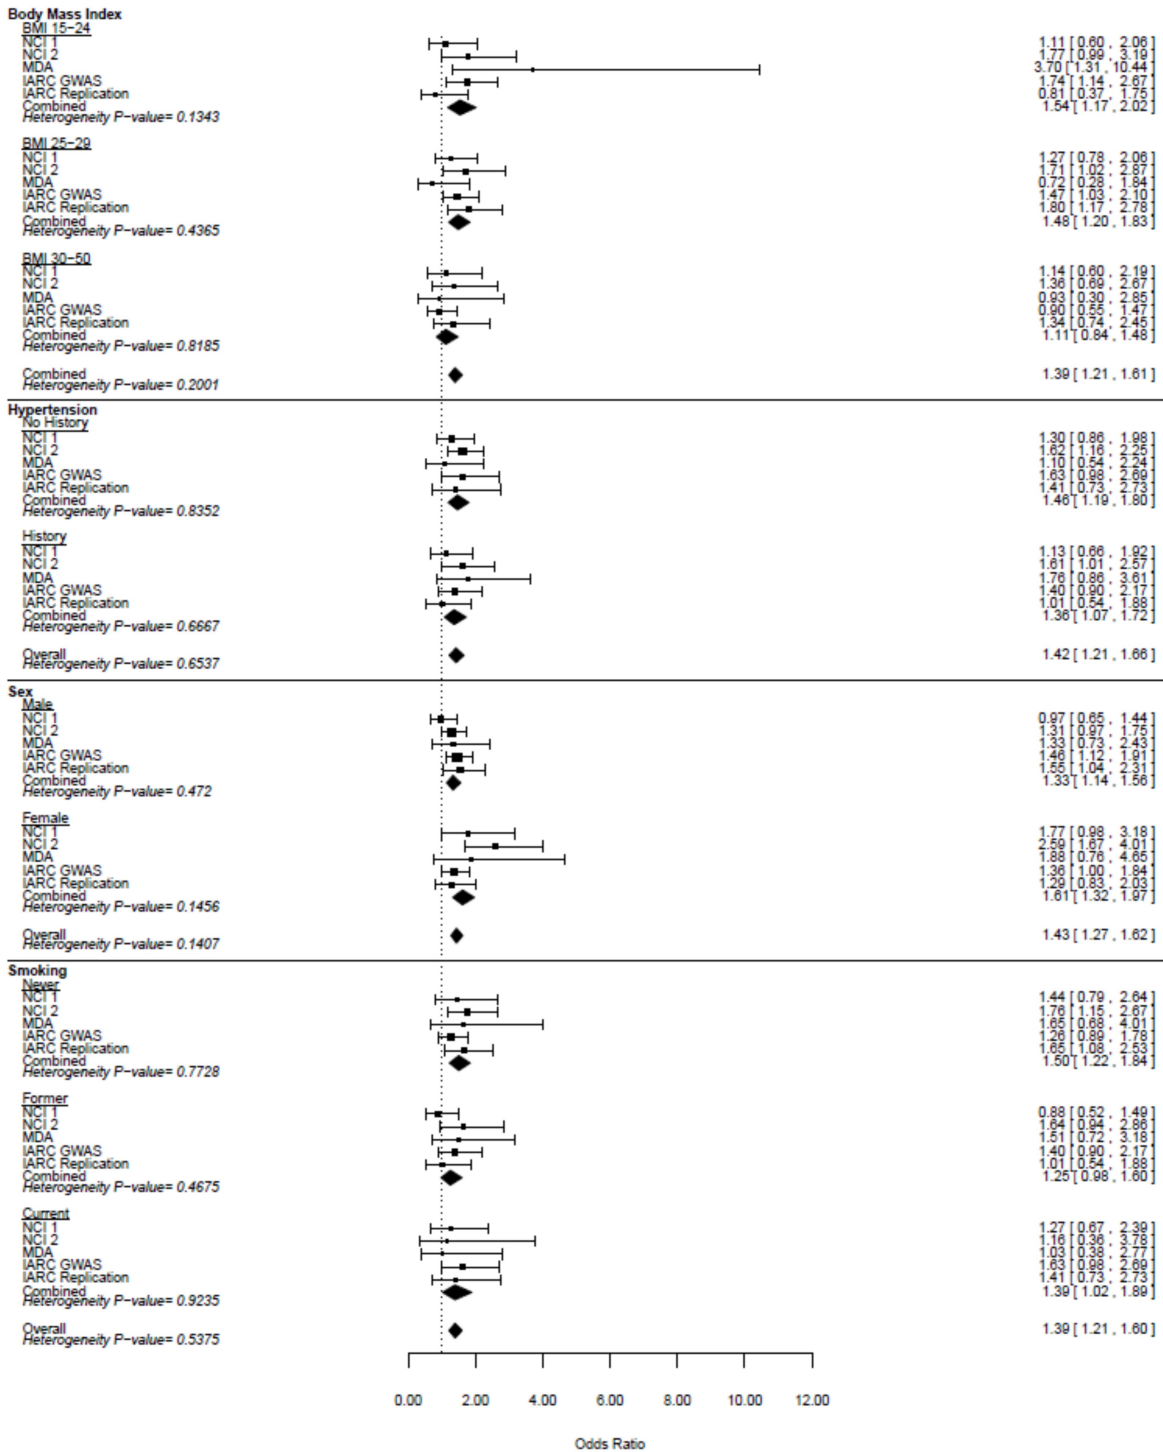 Body Mass Index
BMI 15-24
NCI 1 1.11 [ 0.60 , 2.06 ]
NCI 2 1.77 [ 0.99 , 3.19 ]
MDA 3.70 [ 1.31 , 10.44 ]
IARC GWAS 1.74 [ 1.14 , 2.67 ]
IARC Replication 0.81 [ 0.37 , 1.75 ]
Combined 1.54 [ 1.17 , 2.02 ]
Heterogeneity P-value= 0.1343
BMI 25-29
NCI 1 1.27 [ 0.78 , 2.06 ]
NCI 2 1.71 [ 1.02 , 2.87 ]
MDA 0.72 [ 0.28 , 1.84 ]
IARC GWAS 1.47 [ 1.03 , 2.10 ]
IARC Replication 1.80 [ 1.17 , 2.78 ]
Combined 1.48 [ 1.20 , 1.83 ]
Heterogeneity P-value= 0.4365
BMI 30-50
NCI 1 1.14 [ 0.60 , 2.19 ]
NCI 2 1.36 [ 0.69 , 2.67 ]
MDA 0.93 [ 0.30 , 2.85 ]
IARC GWAS 0.90 [ 0.55 , 1.47 ]
IARC Replication 1.34 [ 0.74 , 2.45 ]
Combined 1.11 [ 0.84 , 1.48 ]
Heterogeneity P-value= 0.8185
Combined 1.39 [ 1.21 , 1.61 ]
Heterogeneity P-value= 0.2001
Hypertension
No History
NCI 1 1.30 [ 0.86 , 1.98 ]
NCI 2 1.62 [ 1.16 , 2.25 ]
MDA 1.10 [ 0.54 , 2.24 ]
IARC GWAS 1.63 [ 0.98 , 2.69 ]
IARC Replication 1.41 [ 0.73 , 2.73 ]
Combined 1.46 [ 1.19 , 1.80 ]
Heterogeneity P-value= 0.8352
History
NCI 1 1.13 [ 0.66 , 1.92 ]
NCI 2 1.61 [ 1.01 , 2.57 ]
MDA 1.76 [ 0.86 , 3.61 ]
IARC GWAS 1.40 [ 0.90 , 2.17 ]
IARC Replication 1.01 [ 0.54 , 1.88 ]
Combined 1.36 [ 1.07 , 1.72 ]
Heterogeneity P-value= 0.6667
Overall 1.42 [ 1.21 , 1.66 ]
Heterogeneity P-value= 0.6537
Sex
Male
NCI 1 0.97 [ 0.65 , 1.44 ]
NCI 2 1.31 [ 0.97 , 1.75 ]
MDA 1.33 [ 0.73 , 2.43 ]
IARC GWAS 1.46 [ 1.12 , 1.91 ]
IARC Replication 1.55 [ 1.04 , 2.31 ]
Combined 1.33 [ 1.14 , 1.56 ]
Heterogeneity P-value= 0.472
Female
NCI 1 1.77 [ 0.98 , 3.18 ]
NCI 2 2.59 [ 1.67 , 4.01 ]
MDA 1.88 [ 0.76 , 4.65 ]
IARC GWAS 1.36 [ 1.00 , 1.84 ]
IARC Replication 1.29 [ 0.83 , 2.03 ]
Combined 1.61 [ 1.32 , 1.97 ]
Heterogeneity P-value= 0.1456
Overall 1.43 [ 1.27 , 1.62 ]
Heterogeneity P-value= 0.1407
Smoking
Never
NCI 1 1.44 [ 0.79 , 2.64 ]
NCI 2 1.76 [ 1.15 , 2.67 ]
MDA 1.65 [ 0.68 , 4.01 ]
IARC GWAS 1.26 [ 0.89 , 1.78 ]
IARC Replication 1.65 [ 1.08 , 2.53 ]
Combined 1.50 [ 1.22 , 1.84 ]
Heterogeneity P-value= 0.7728
Former
NCI 1 0.88 [ 0.52 , 1.49 ]
NCI 2 1.64 [ 0.94 , 2.86 ]
MDA 1.51 [ 0.72 , 3.18 ]
IARC GWAS 1.40 [ 0.90 , 2.17 ]
IARC Replication 1.01 [ 0.54 , 1.88 ]
Combined 1.25 [ 0.98 , 1.60 ]
Heterogeneity P-value= 0.4675
Current
NCI 1 1.27 [ 0.67 , 2.39 ]
NCI 2 1.16 [ 0.36 , 3.78 ]
MDA 1.03 [ 0.38 , 2.77 ]
IARC GWAS 1.63 [ 0.98 , 2.69 ]
IARC Replication 1.41 [ 0.73 , 2.73 ]
Combined 1.39 [ 1.02 , 1.89 ]
Heterogeneity P-value= 0.9235
Overall 1.39 [ 1.21 , 1.60 ]
Heterogeneity P-value= 0.5375
0.00 2.00 4.00 6.00 8.00 10.00 12.00
Odds Ratio